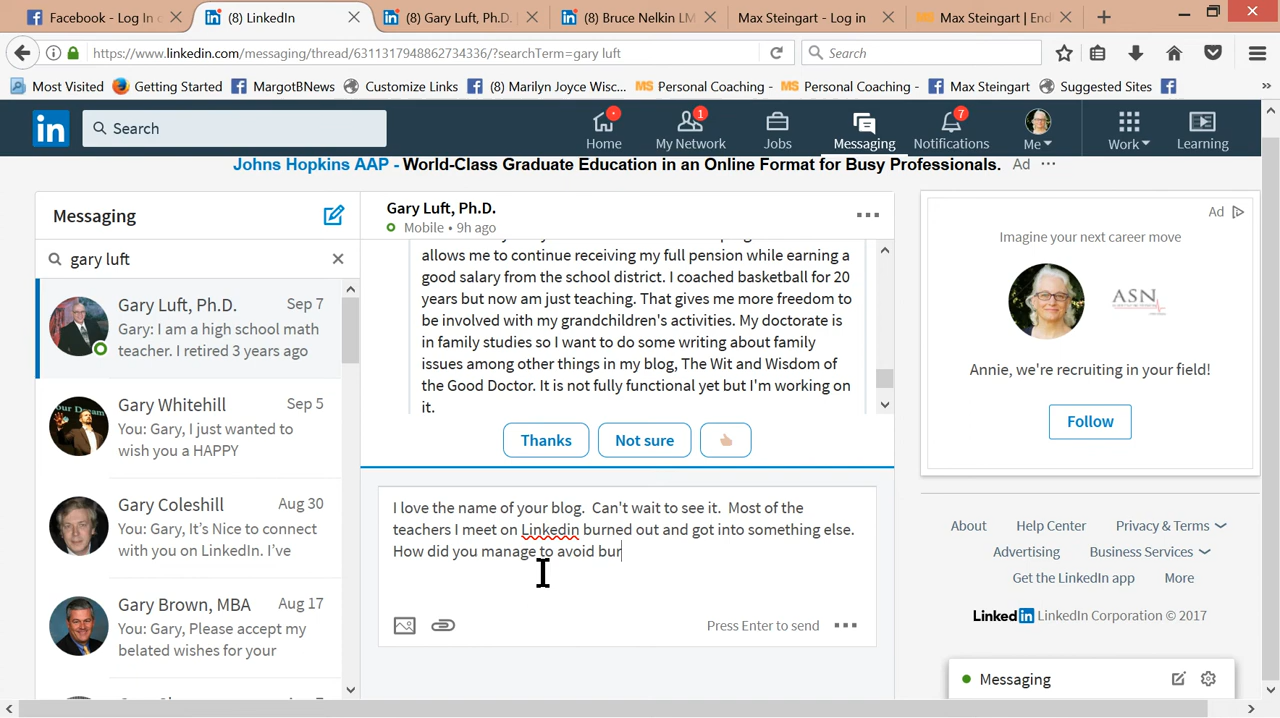 Facebook - Log In o
(8) LinkedIn
(8) Gary Luft, Ph.D.
(8) Bruce Nelkin LM
Max Steingart - Log in
Max Steingart | End
https://www.linkedin.com/messaging/thread/6311317948862734336/?searchTerm=gary luft
Search
Most Visited
Getting Started
MargotBNews
Customize Links
(8) Marilyn Joyce Wisc...
MS Personal Coaching -
MS Personal Coaching -
Max Steingart
Suggested Sites
in
Search
Home
1
My Network
Jobs
Messaging
7
Notifications
Me
Work
Learning
Johns Hopkins AAP - World-Class Graduate Education in an Online Format for Busy Professionals. Ad
Messaging
gary luft
Gary Luft, Ph.D. Sep 7
Gary: I am a high school math
teacher. I retired 3 years ago
Gary Whitehill Sep 5
You: Gary, I just wanted to
wish you a HAPPY
Gary Coleshill Aug 30
Gary, It's Nice to connect
with you on LinkedIn. I've
Gary Brown, MBA Aug 17
You: Gary, Please accept my
belated wishes for your
Gary Luft, Ph.D.
Mobile • 9h ago
allows me to continue receiving my full pension while earning a
good salary from the school district. I coached basketball for 20
years but now am just teaching. That gives me more freedom to
be involved with my grandchildren's activities. My doctorate is
in family studies so I want to do some writing about family
issues among other things in my blog, The Wit and Wisdom of
the Good Doctor. It is not fully functional yet but I'm working on
it.
Thanks
Not sure
I love the name of your blog. Can't wait to see it. Most of the
teachers I meet on Linkedin burned out and got into something else.
How did you manage to avoid bur
Press Enter to send
Ad
Imagine your next career move
ASN
Annie, we're recruiting in your field!
Follow
About Help Center Privacy & Terms
Advertising Business Services
Get the LinkedIn app More
Linked in LinkedIn Corporation © 2017
Messaging